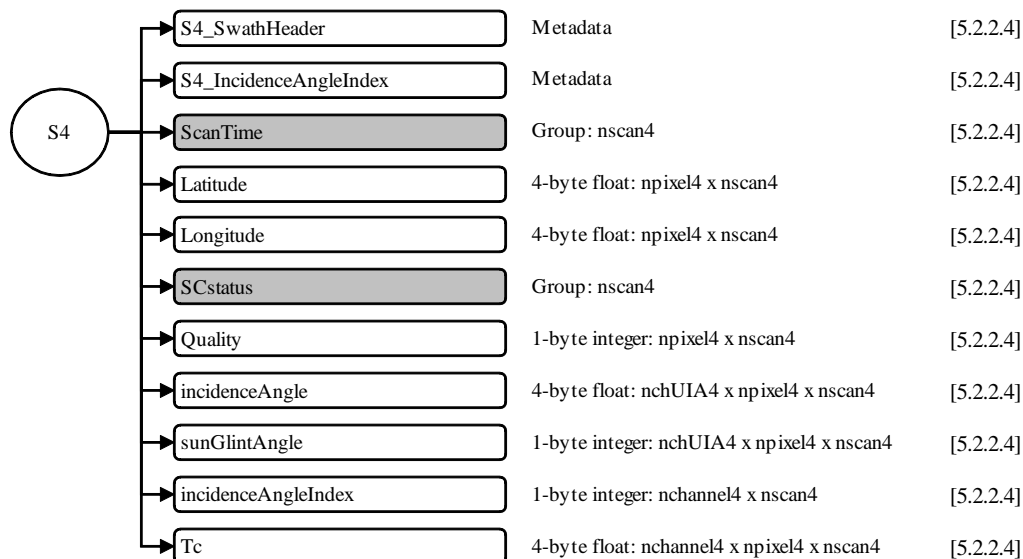 S4_SwathHeader Metadata [5.2.2.4]
S4_IncidenceAngleIndex Metadata [5.2.2.4]
S4 ScanTime Group: nscan4 [5.2.2.4]
Latitude 4-byte float: npixel4 x nscan4 [5.2.2.4]
Longitude 4-byte float: npixel4 x nscan4 [5.2.2.4]
SCstatus Group: nscan4 [5.2.2.4]
Quality 1-byte integer: npixel4 x nscan4 [5.2.2.4]
incidenceAngle 4-byte float: nchUIA4 x npixel4 x nscan4 [5.2.2.4]
sunGlintAngle 1-byte integer: nchUIA4 x npixel4 x nscan4 [5.2.2.4]
incidenceAngleIndex 1-byte integer: nchannel4 x nscan4 [5.2.2.4]
Tc 4-byte float: nchannel4 x npixel4 x nscan4 [5.2.2.4]